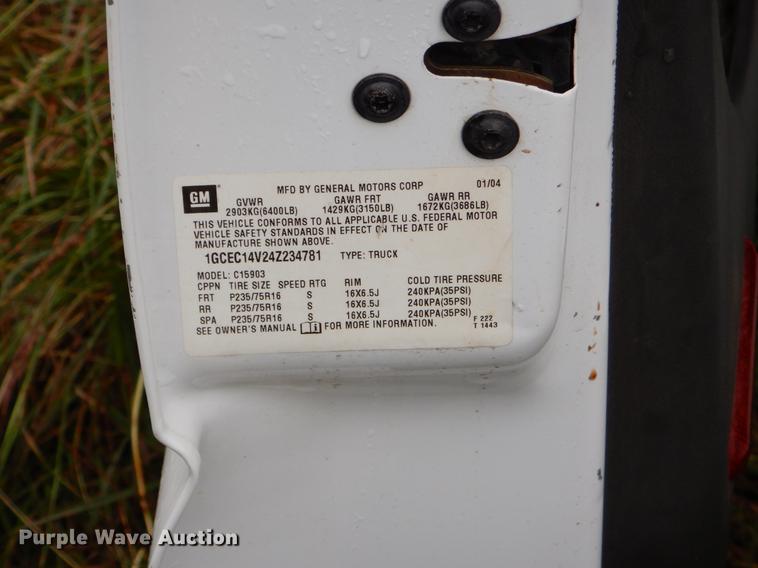 GM
MFD BY GENERAL MOTORS CORP 01/04
GVWR GAWR FRT GAWR RR
2903KG(6400LB) 1429KG(3150LB) 1672KG(3686LB)
THIS VEHICLE CONFORMS TO ALL APPLICABLE U.S. FEDERAL MOTOR
VEHICLE SAFETY STANDARDS IN EFFECT ON THE DATE OF
MANUFACTURE SHOWN ABOVE.
1GCEC14V24Z234781 TYPE: TRUCK
MODEL: C15903
CPPN TIRE SIZE SPEED RTG RIM COLD TIRE PRESSURE
FRT P235/75R16 S 16X6.5J 240KPA(35PSI)
RR P235/75R16 S 16X6.5J 240KPA(35PSI)
SPA P235/75R16 S 16X6.5J 240KPA(35PSI)
SEE OWNER'S MANUAL FOR MORE INFORMATION.
F 222
T 1443
Purple Wave Auction